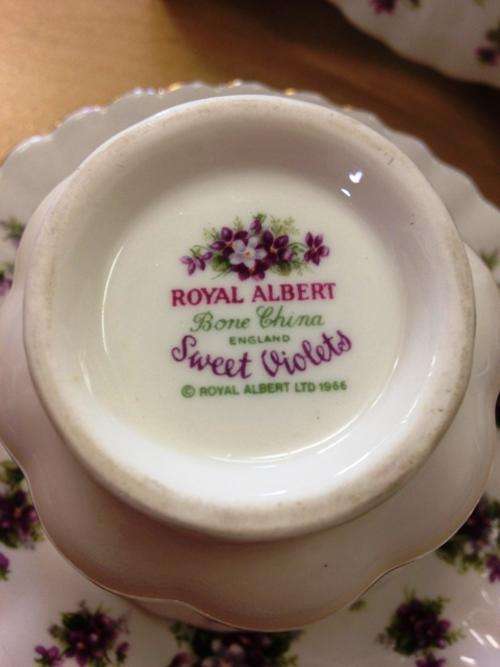 ROYAL ALBERT
Bone China
ENGLAND
Sweet Violets
© ROYAL ALBERT LTD 1966